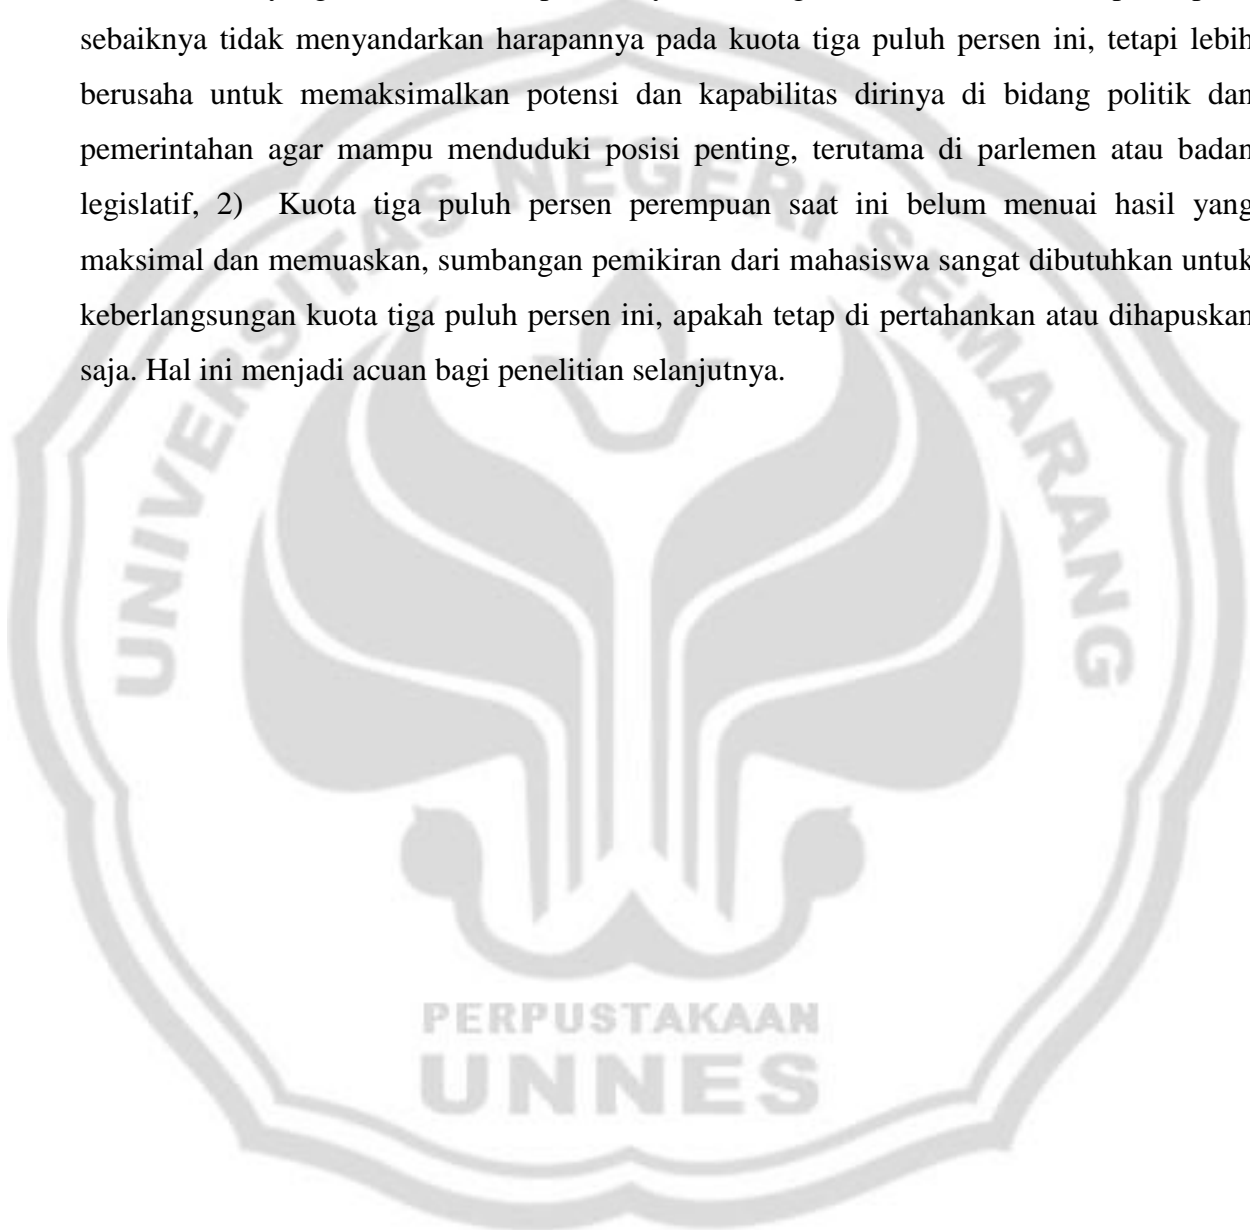 sebaiknya tidak menyandarkan harapannya pada kuota tiga puluh persen ini, tetapi lebih
berusaha untuk memaksimalkan potensi dan kapabilitas dirinya di bidang politik dan
pemerintahan agar mampu menduduki posisi penting, terutama di parlemen atau badan
legislatif, 2) Kuota tiga puluh persen perempuan saat ini belum menuai hasil yang
maksimal dan memuaskan, sumbangan pemikiran dari mahasiswa sangat dibutuhkan untuk
keberlangsungan kuota tiga puluh persen ini, apakah tetap di pertahankan atau dihapuskan
saja. Hal ini menjadi acuan bagi penelitian selanjutnya.
UNIVERSITAS NEGERI SEMARANG
PERPUSTAKAAN
UNNES